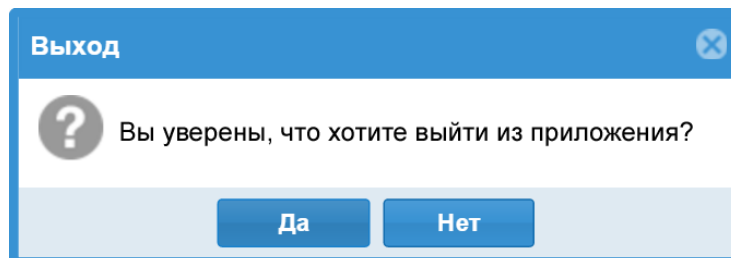 Выход
Вы уверены, что хотите выйти из приложения?
Да Нет